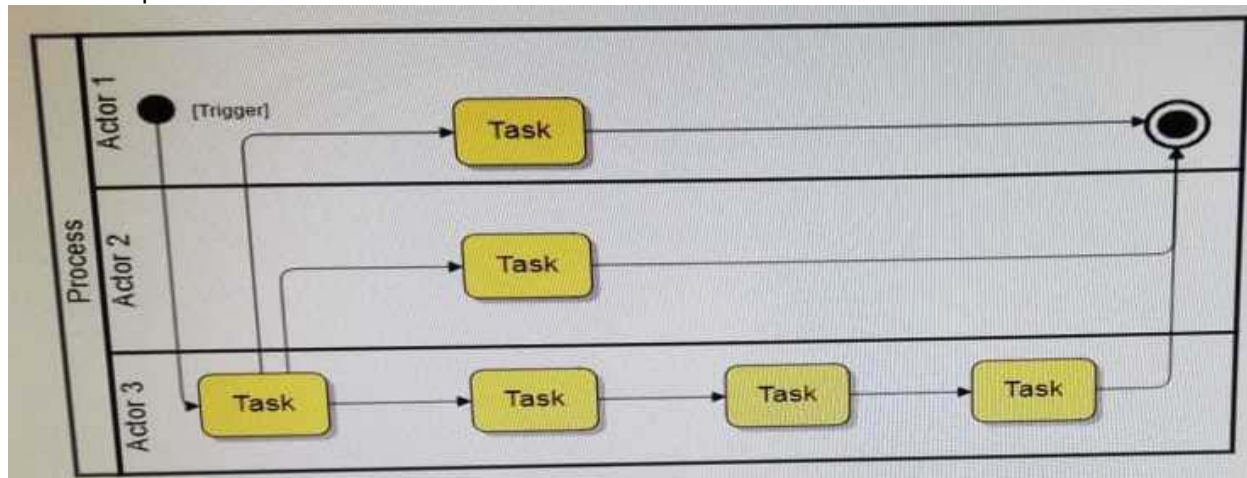 Process
Actor 1
[Trigger]
Task
Actor 2
Task
Actor 3
Task
Task
Task
Task